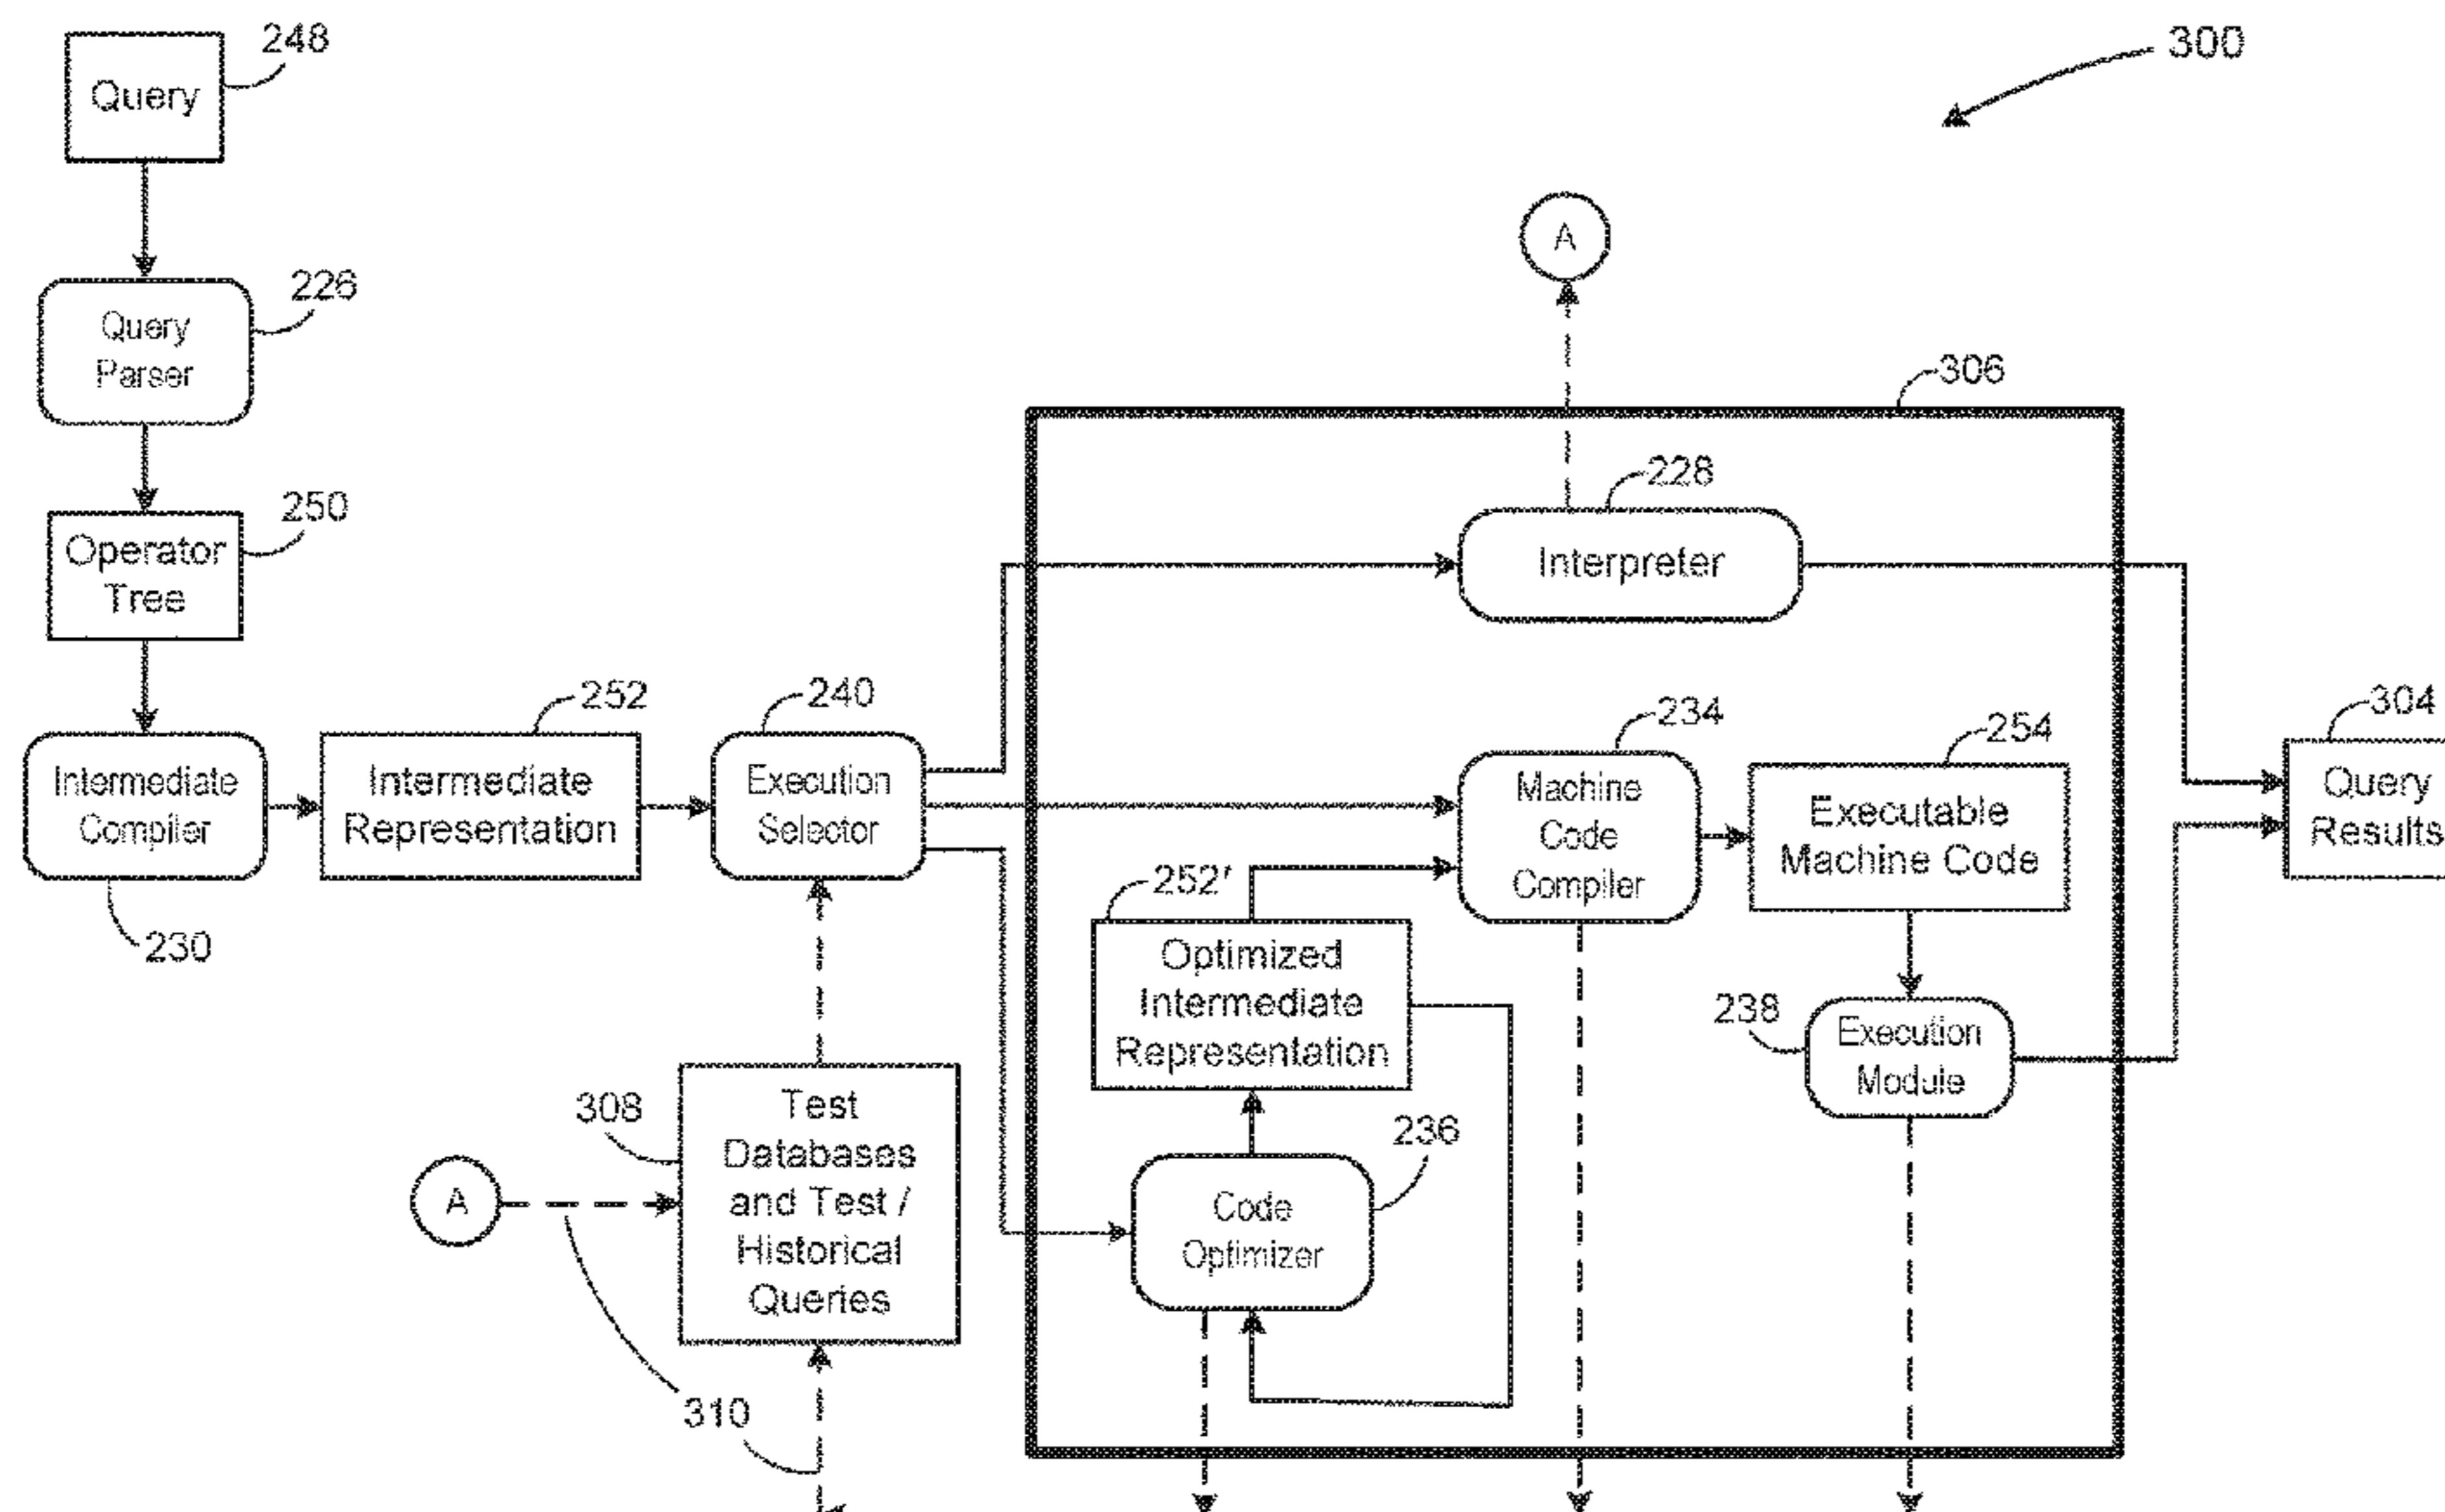 248
300
Query
226
A
Query
Parser
306
228
250
Operator
Tree
Interpreter
252
240
234
254
304
Intermediate
Compiler
Intermediate
Representation
Execution
Selector
Machine
Code
Compiler
Executable
Machine Code
Query
Results
230
252'
Optimized
Intermediate
Representation
238
Execution
Module
308
Test
Databases
and Test /
Historical
Queries
236
A
Code
Optimizer
310